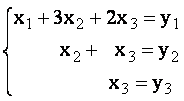 x₁ + 3x₂ + 2x₃ = y₁
x₂ + x₃ = y₂
x₃ = y₃